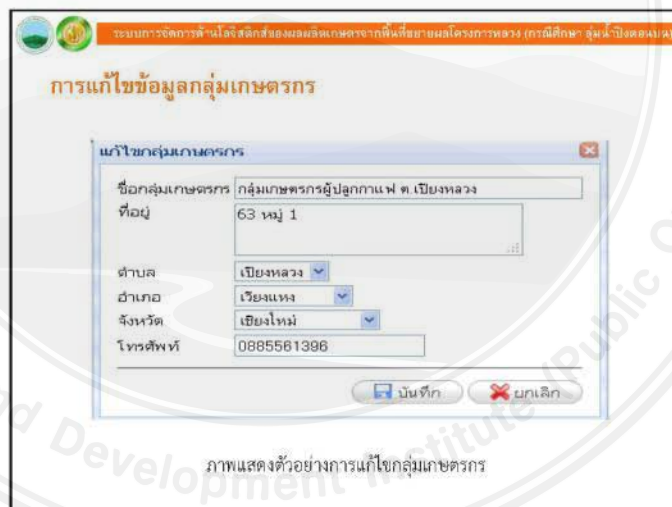 ระบบการจัดการด้านโลจิสติกส์ของผลผลิตเกษตรจากพื้นที่ขยายผลโครงการหลวง (กรณีศึกษา ลุ่มน้ำปิงตอนบน)
การแก้ไขข้อมูลกลุ่มเกษตรกร
แก้ไขกลุ่มเกษตรกร
ชื่อกลุ่มเกษตรกร กลุ่มเกษตรกรผู้ปลูกกาแฟ ต.เปียงหลวง
ที่อยู่ 63 หมู่ 1
ตำบล เปียงหลวง
อำเภอ เวียงแหง
จังหวัด เชียงใหม่
โทรศัพท์ 0885561396
บันทึก ยกเลิก
ภาพแสดงตัวอย่างการแก้ไขกลุ่มเกษตรกร
Development Institute (Public